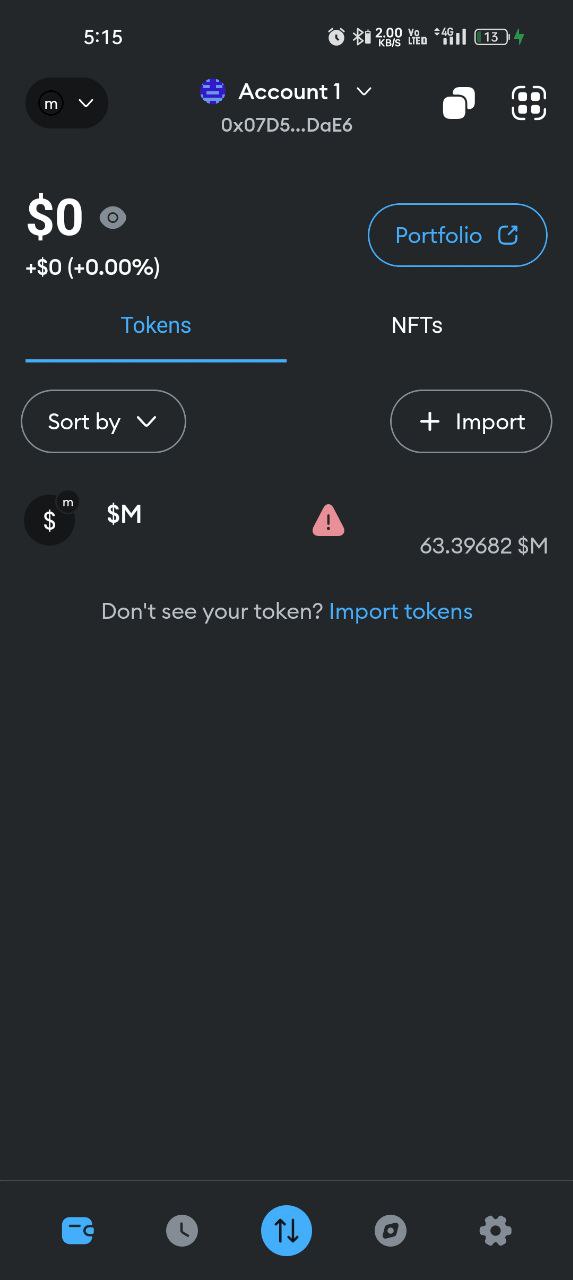 5:15
2.00 KB/S
Vo LTED
4G
13
m
Account 1
0x07D5...DaE6
$0
+$0 (+0.00%)
Portfolio
Tokens
NFTs
Sort by
+ Import
$
m
$M
63.39682 $M
Don't see your token? Import tokens